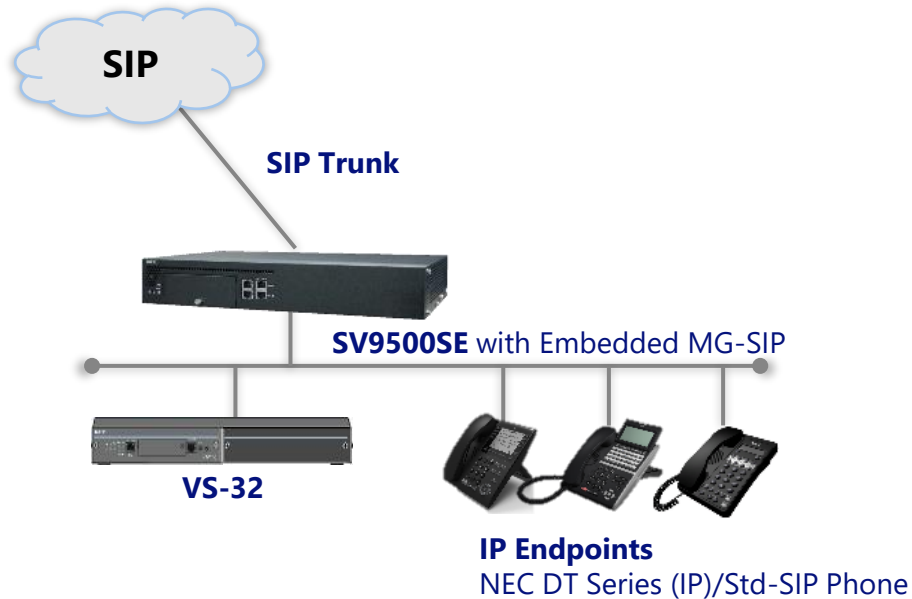 SIP
SIP Trunk
SV9500SE with Embedded MG-SIP
VS-32
IP Endpoints
NEC DT Series (IP)/Std-SIP Phone